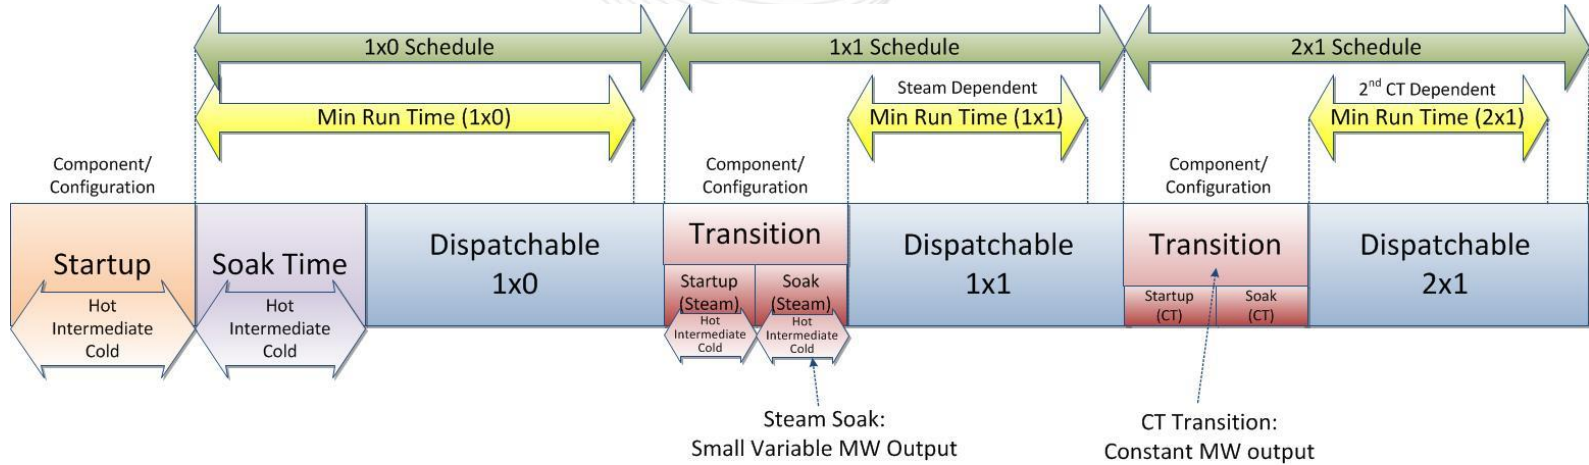 1x0 Schedule
1x1 Schedule
2x1 Schedule
Min Run Time (1x0)
Steam Dependent
Min Run Time (1x1)
2nd CT Dependent
Min Run Time (2x1)
Component/
Configuration
Component/
Configuration
Component/
Configuration
Startup
Hot
Intermediate
Cold
Soak Time
Hot
Intermediate
Cold
Dispatchable
1x0
Transition
Startup
(Steam)
Hot
Intermediate
Cold
Soak
(Steam)
Hot
Intermediate
Cold
Dispatchable
1x1
Transition
Startup
(CT)
Soak
(CT)
Dispatchable
2x1
Steam Soak:
Small Variable MW Output
CT Transition:
Constant MW output